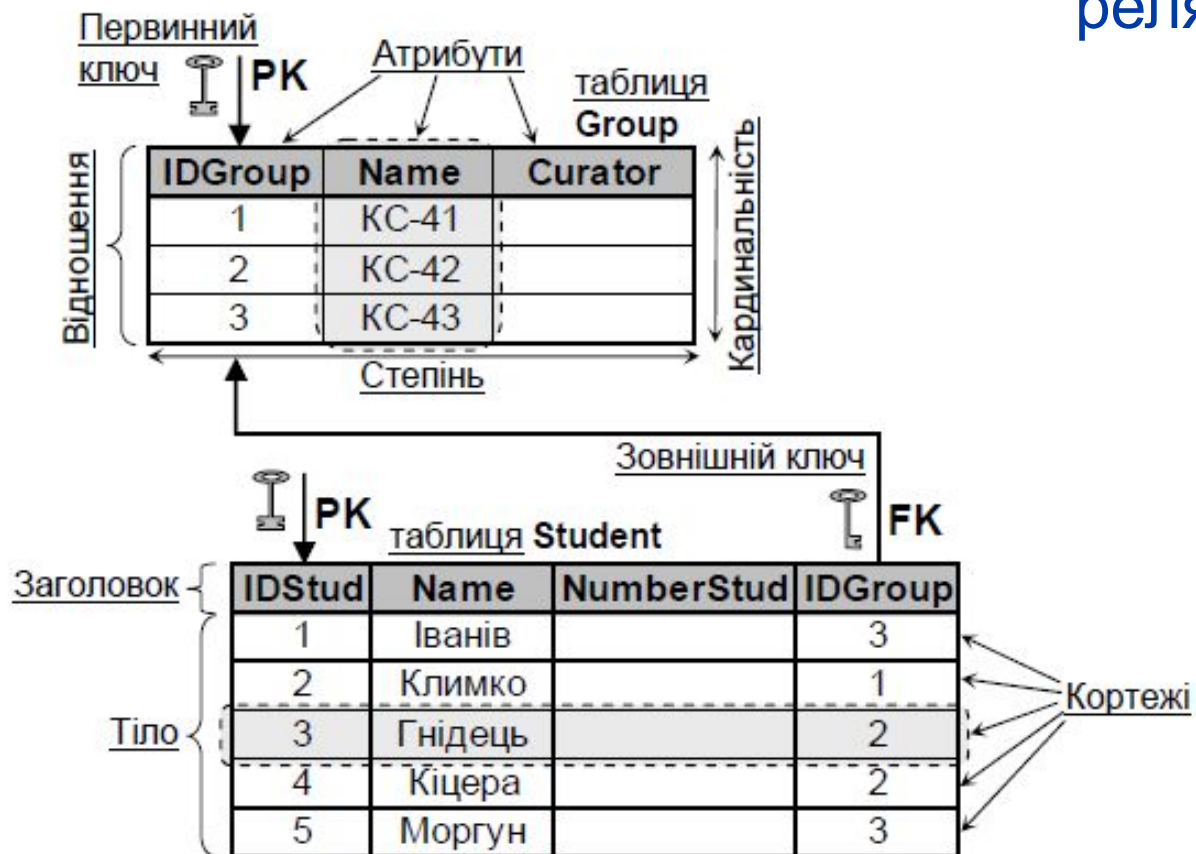 реля
Первинний
ключ
PK
Атрибути
таблиця
Group
Відношення
IDGroup Name Curator
1 КС-41
2 КС-42
3 КС-43
Кардинальність
Степінь
Зовнішній ключ
PK
таблиця Student
FK
Заголовок
IDStud Name NumberStud IDGroup
1 Іванів 3
2 Климко 1
3 Гнідець 2
4 Кіцера 2
5 Моргун 3
Тіло
Кортежі